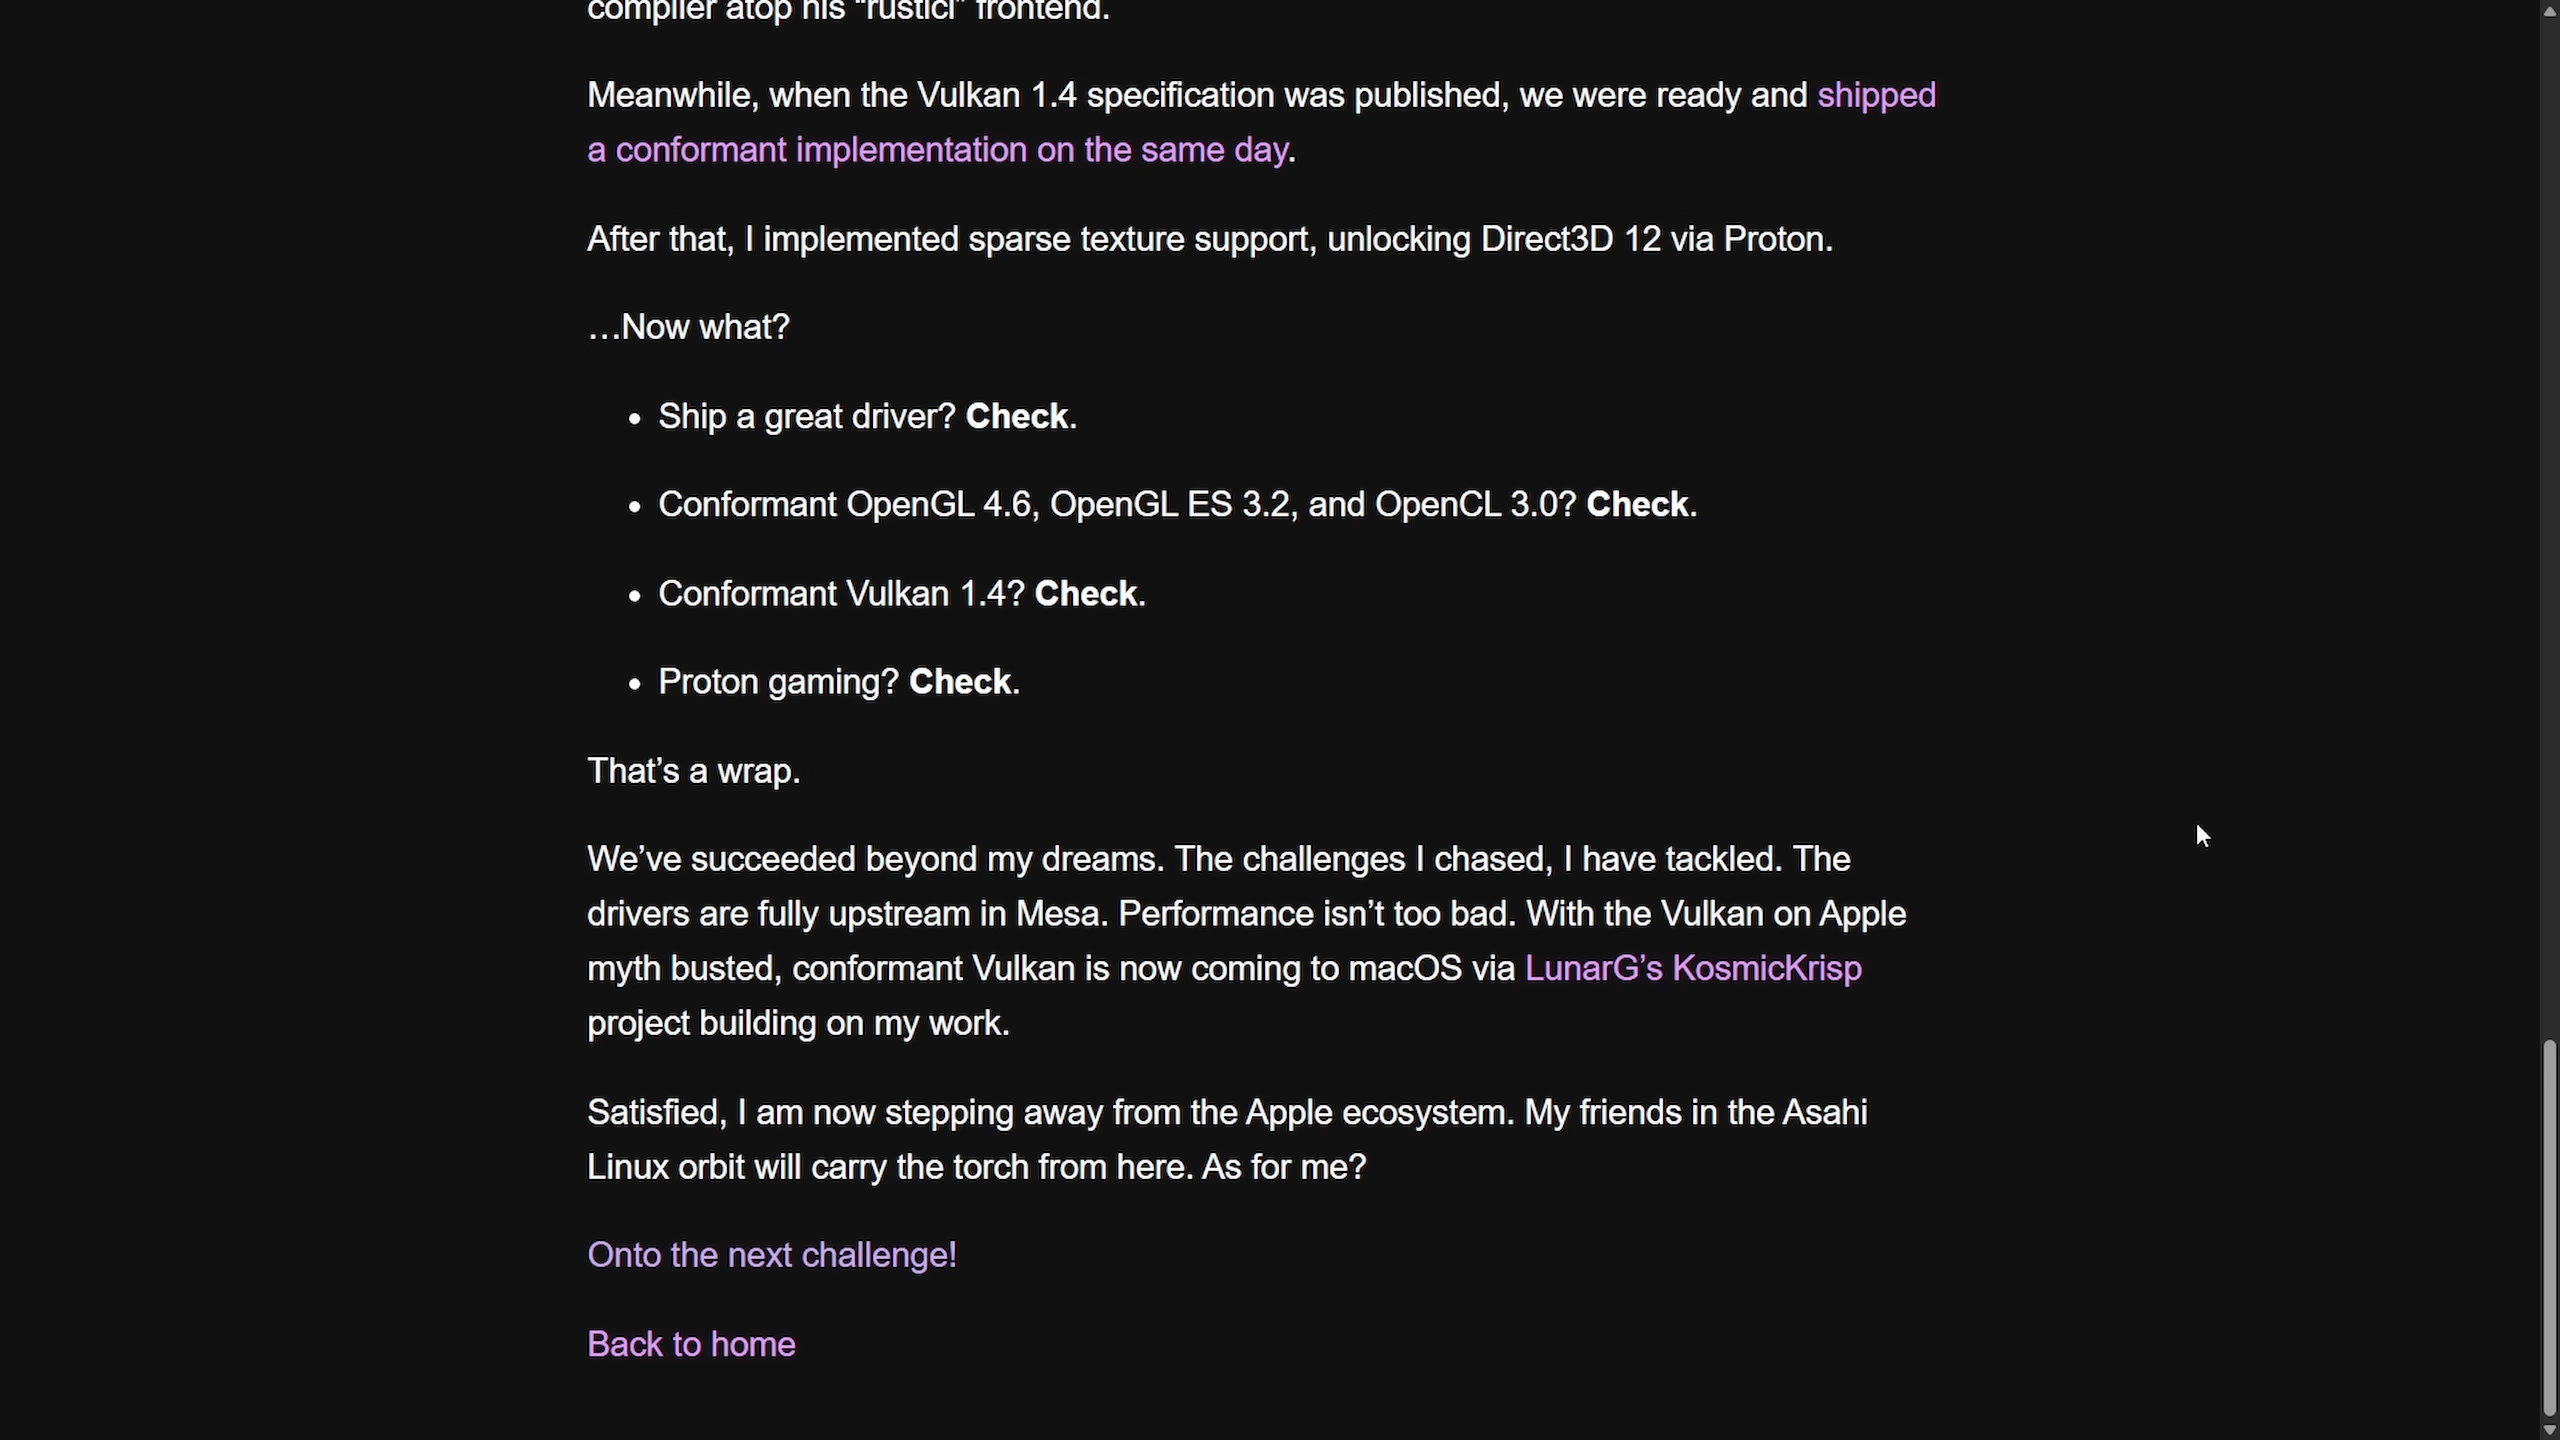 compiler atop his “rusticl” frontend.
Meanwhile, when the Vulkan 1.4 specification was published, we were ready and shipped
a conformant implementation on the same day.
After that, I implemented sparse texture support, unlocking Direct3D 12 via Proton.
…Now what?
• Ship a great driver? Check.
• Conformant OpenGL 4.6, OpenGL ES 3.2, and OpenCL 3.0? Check.
• Conformant Vulkan 1.4? Check.
• Proton gaming? Check.
That’s a wrap.
We’ve succeeded beyond my dreams. The challenges I chased, I have tackled. The
drivers are fully upstream in Mesa. Performance isn’t too bad. With the Vulkan on Apple
myth busted, conformant Vulkan is now coming to macOS via LunarG’s KosmicKrisp
project building on my work.
Satisfied, I am now stepping away from the Apple ecosystem. My friends in the Asahi
Linux orbit will carry the torch from here. As for me?
Onto the next challenge!
Back to home